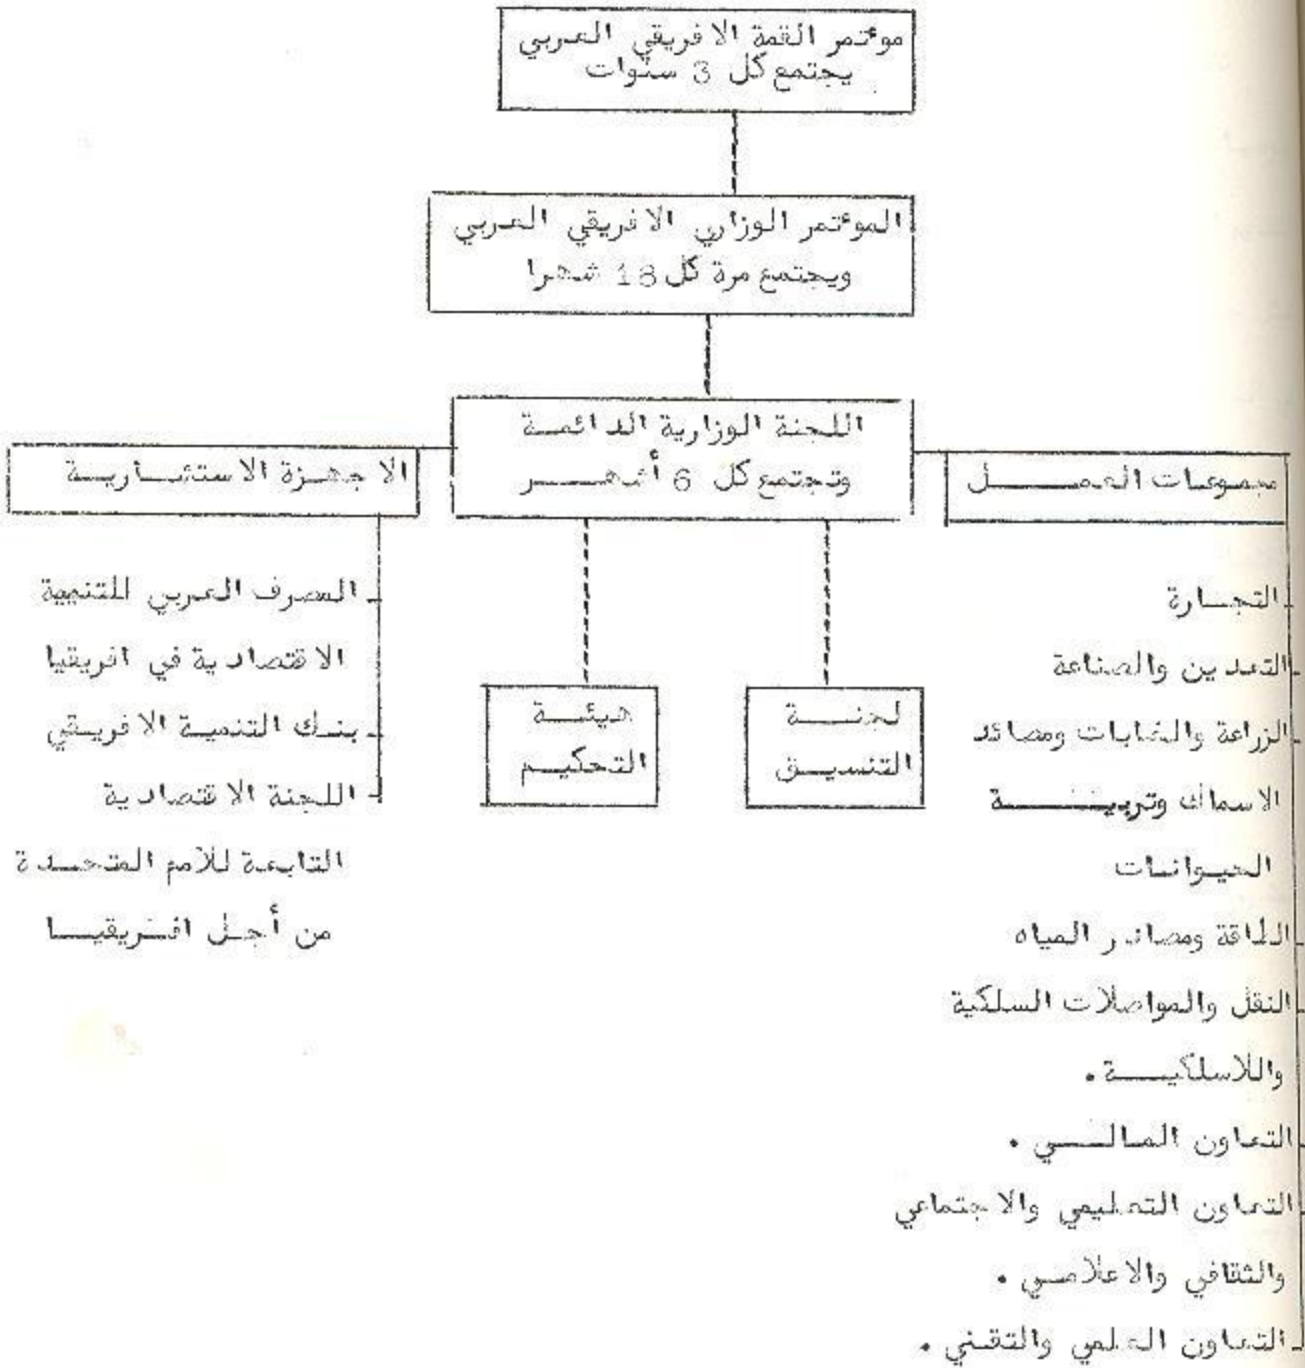 موءتمر القمة الافريقي العربي
يجتمع كل 3 سنوات
الموءتمر الوزاري الافريقي العربي
ويجتمع مرة كل 18 شهرا
اللجنة الوزارية الدائمة
وتجتمع كل 6 أشهر
مجموعات العمل
التجارة
التعدين والصناعة
الزراعة والغابات ومصائد
الاسماك وتربية
الحيوانات
الطاقة ومصادر المياه
النقل والمواصلات السلكية
واللاسلكية .
التعاون المالي .
التعاون التعليمي والاجتماعي
والثقافي والاعلامي .
التعاون العلمي والتقني .
لجنة
التنسيق
هيئة
التحكيم
الاجهزة الاستشارية
المصرف العربي للتنمية
الاقتصادية في افريقيا
بنك التنمية الافريقي
اللجنة الاقتصادية
التابعة للأمم المتحدة
من أجل افريقيا